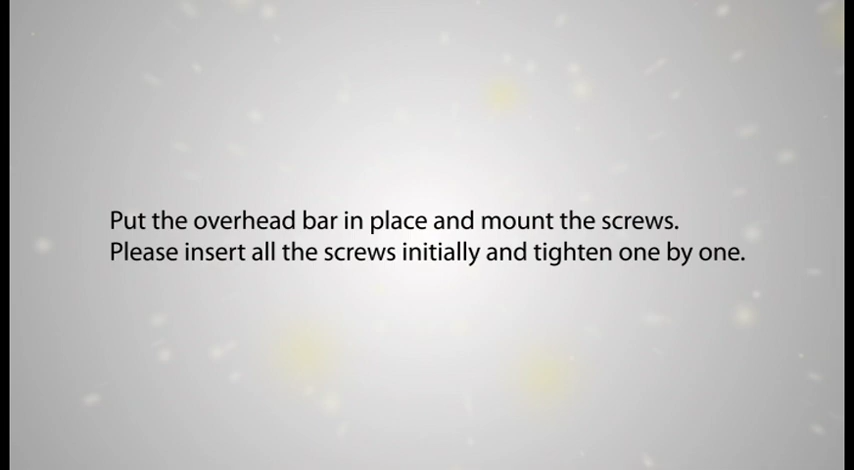 Put the overhead bar in place and mount the screws.
Please insert all the screws initially and tighten one by one.